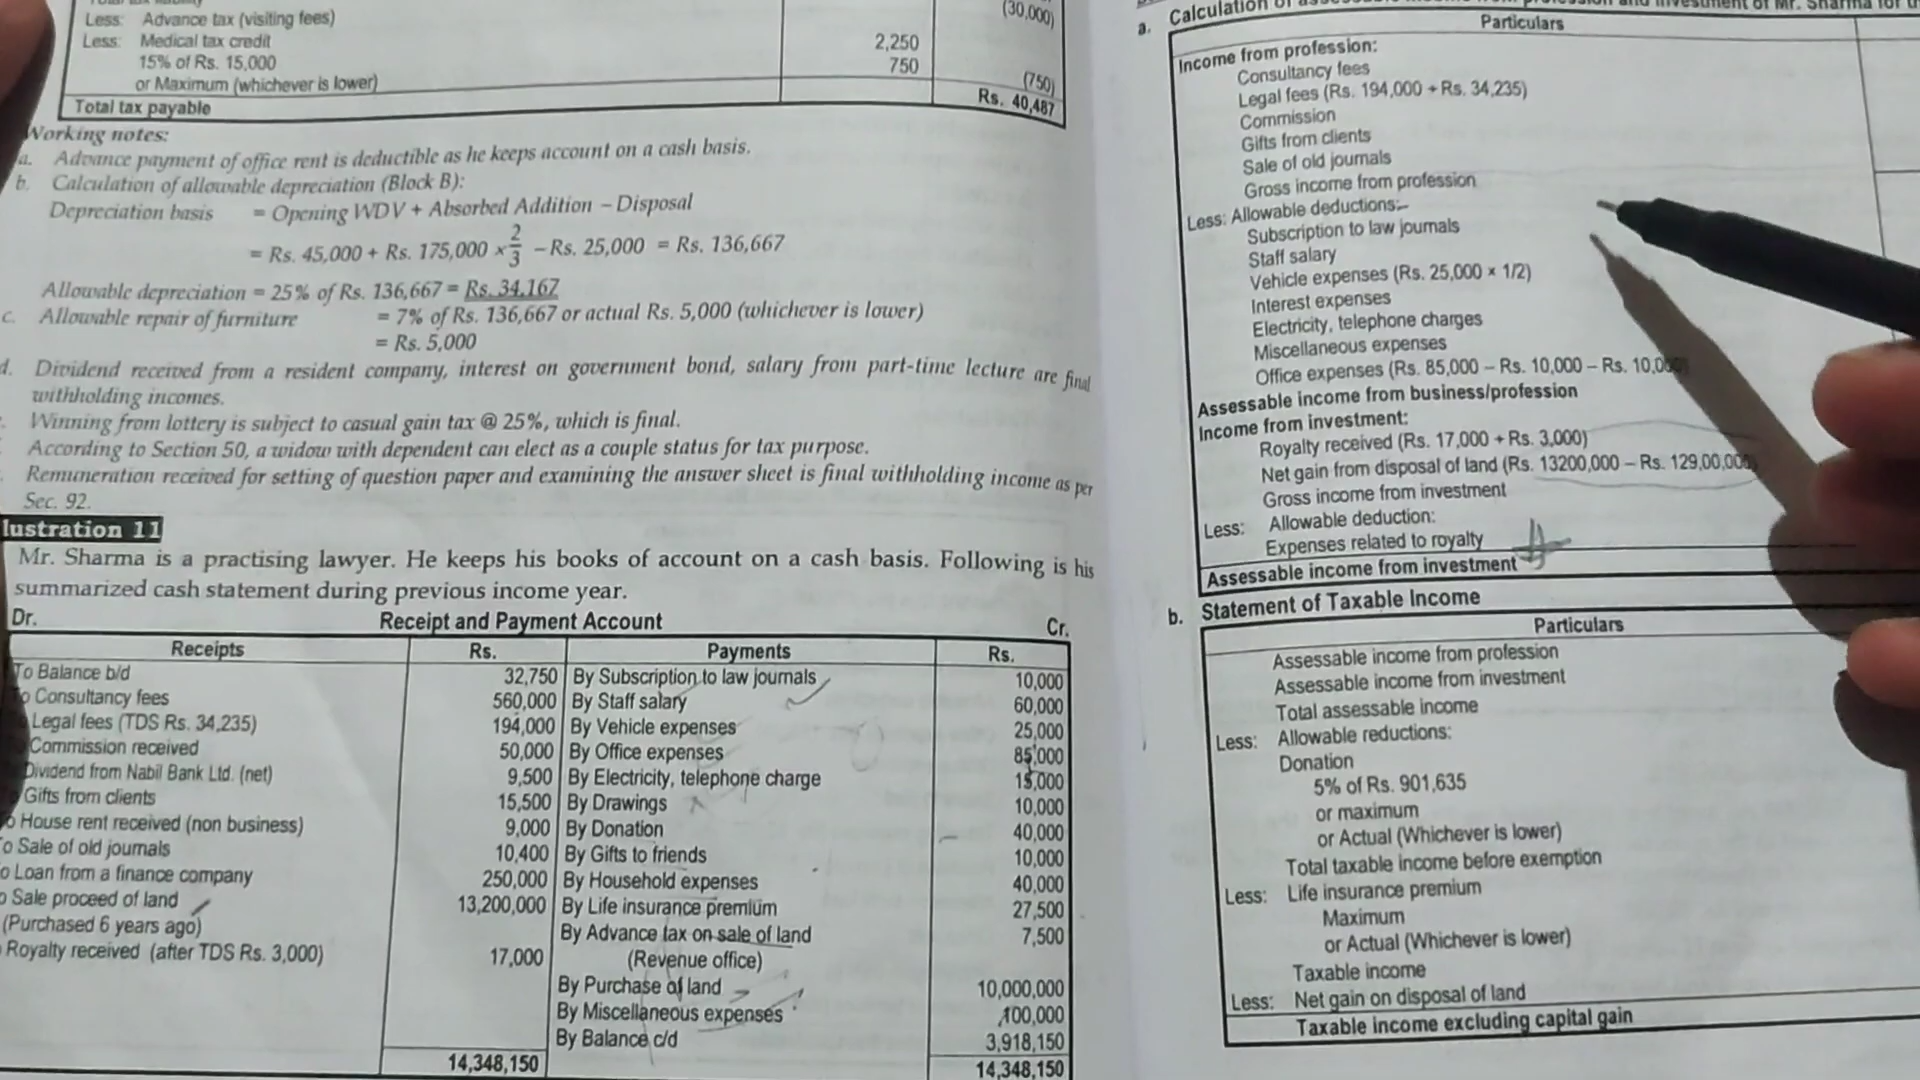 Less: Advance tax (visiting fees) (30,000)
Less: Medical tax credit
15% of Rs. 15,000 2,250
or Maximum (whichever is lower) 750 (750)
Total tax payable Rs. 40,487
Working notes:
a. Advance payment of office rent is deductible as he keeps account on a cash basis.
b. Calculation of allowable depreciation (Block B):
Depreciation basis = Opening WDV + Absorbed Addition – Disposal
= Rs. 45,000 + Rs. 175,000 × 2/3 – Rs. 25,000 = Rs. 136,667
Allowable depreciation = 25% of Rs. 136,667 = Rs. 34,167
c. Allowable repair of furniture = 7% of Rs. 136,667 or actual Rs. 5,000 (whichever is lower)
= Rs. 5,000
d. Dividend received from a resident company, interest on government bond, salary from part-time lecture are final
withholding incomes.
Winning from lottery is subject to casual gain tax @ 25%, which is final.
According to Section 50, a widow with dependent can elect as a couple status for tax purpose.
Remuneration received for setting of question paper and examining the answer sheet is final withholding income as per
Sec. 92.
lustration 11
Mr. Sharma is a practising lawyer. He keeps his books of account on a cash basis. Following is his
summarized cash statement during previous income year.
Dr. Receipt and Payment Account Cr.
Receipts Rs. Payments Rs.
To Balance b/d 32,750 By Subscription to law journals 10,000
o Consultancy fees 560,000 By Staff salary 60,000
Legal fees (TDS Rs. 34,235) 194,000 By Vehicle expenses 25,000
Commission received 50,000 By Office expenses 85,000
Dividend from Nabil Bank Ltd. (net) 9,500 By Electricity, telephone charge 15,000
Gifts from clients 15,500 By Drawings 10,000
o House rent received (non business) 9,000 By Donation 40,000
o Sale of old journals 10,400 By Gifts to friends 10,000
o Loan from a finance company 250,000 By Household expenses 40,000
o Sale proceed of land 13,200,000 By Life insurance premium 27,500
(Purchased 6 years ago) By Advance tax on sale of land 7,500
Royalty received (after TDS Rs. 3,000) 17,000 (Revenue office)
By Purchase of land 10,000,000
By Miscellaneous expenses 100,000
By Balance c/d 3,918,150
14,348,150 14,348,150
a. Calculation of
Mr. Sharma for
Particulars
Income from profession:
Consultancy fees
Legal fees (Rs. 194,000 + Rs. 34,235)
Commission
Gifts from clients
Sale of old journals
Gross income from profession
Less: Allowable deductions:-
Subscription to law journals
Staff salary
Vehicle expenses (Rs. 25,000 × 1/2)
Interest expenses
Electricity, telephone charges
Miscellaneous expenses
Office expenses (Rs. 85,000 – Rs. 10,000 – Rs. 10,000)
Assessable income from business/profession
Income from investment:
Royalty received (Rs. 17,000 + Rs. 3,000)
Net gain from disposal of land (Rs. 13200,000 – Rs. 129,00,000)
Gross income from investment
Less: Allowable deduction:
Expenses related to royalty
Assessable income from investment
b. Statement of Taxable Income
Particulars
Assessable income from profession
Assessable income from investment
Total assessable income
Less: Allowable reductions:
Donation
5% of Rs. 901,635
or maximum
or Actual (Whichever is lower)
Total taxable income before exemption
Less: Life insurance premium
Maximum
or Actual (Whichever is lower)
Taxable income
Less: Net gain on disposal of land
Taxable income excluding capital gain